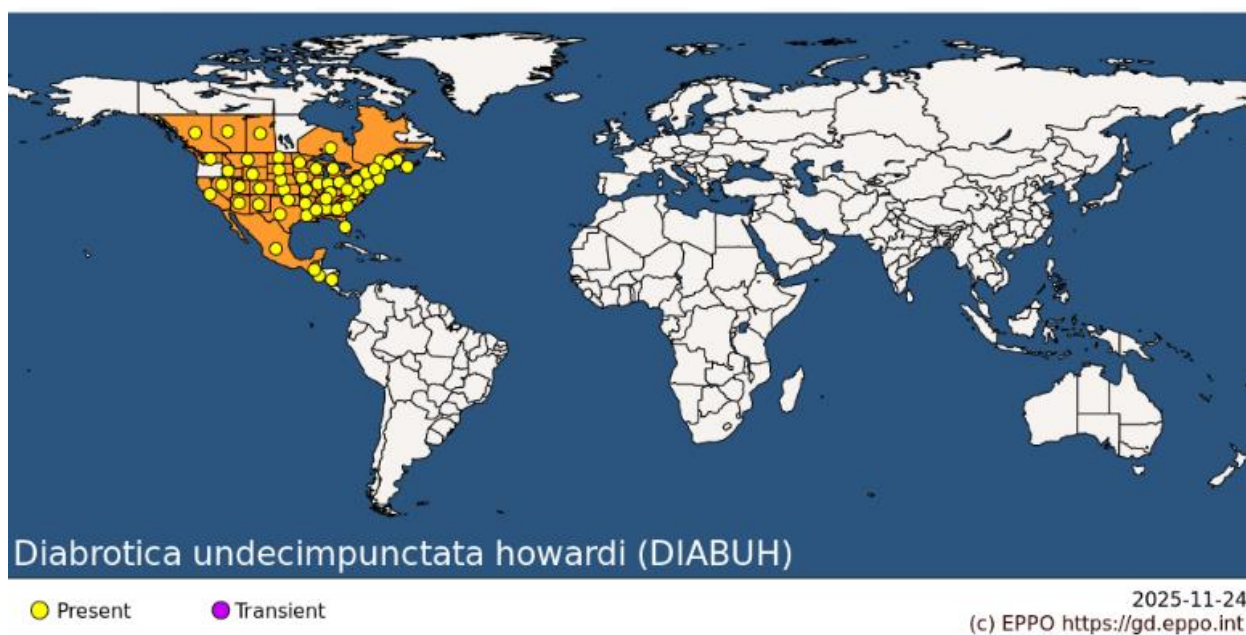 Diabrotica undecimpunctata howardi (DIABUH)
Present
Transient
2025-11-24
(c) EPPO https://gd.eppo.int